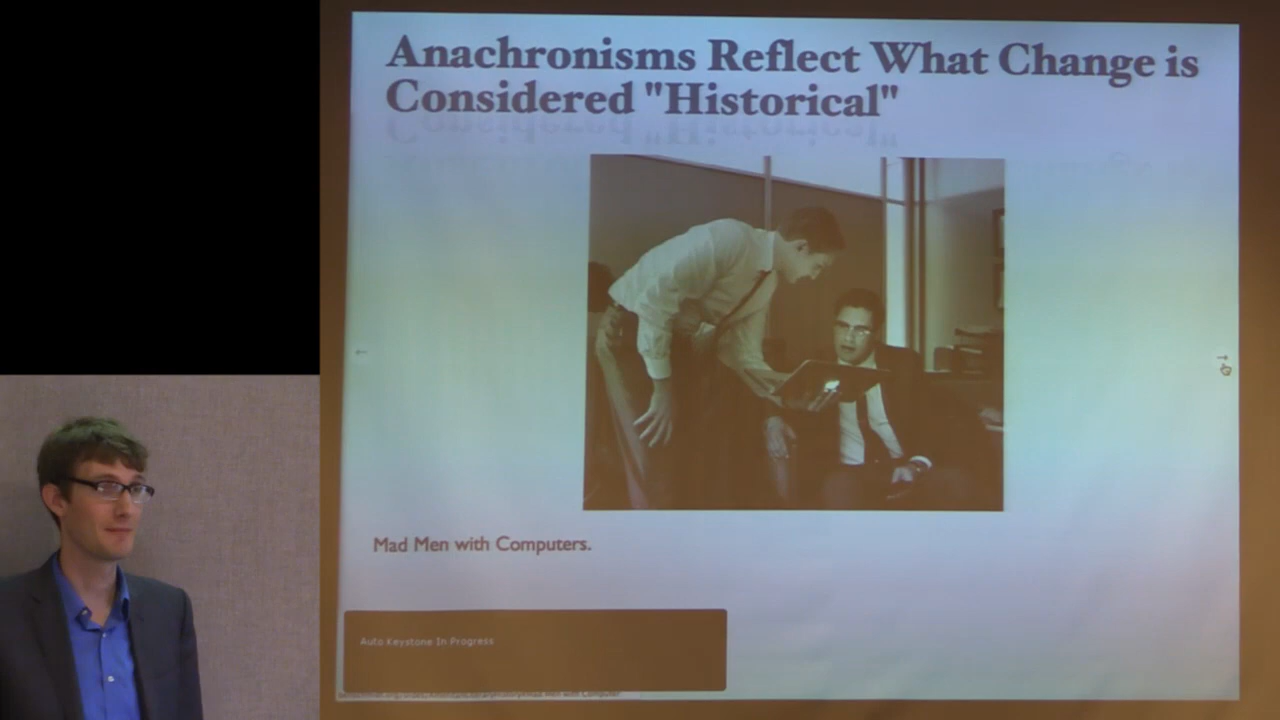 Anachronisms Reflect What Change is
Considered "Historical"
Mad Men with Computers.
Auto Keystone In Progress